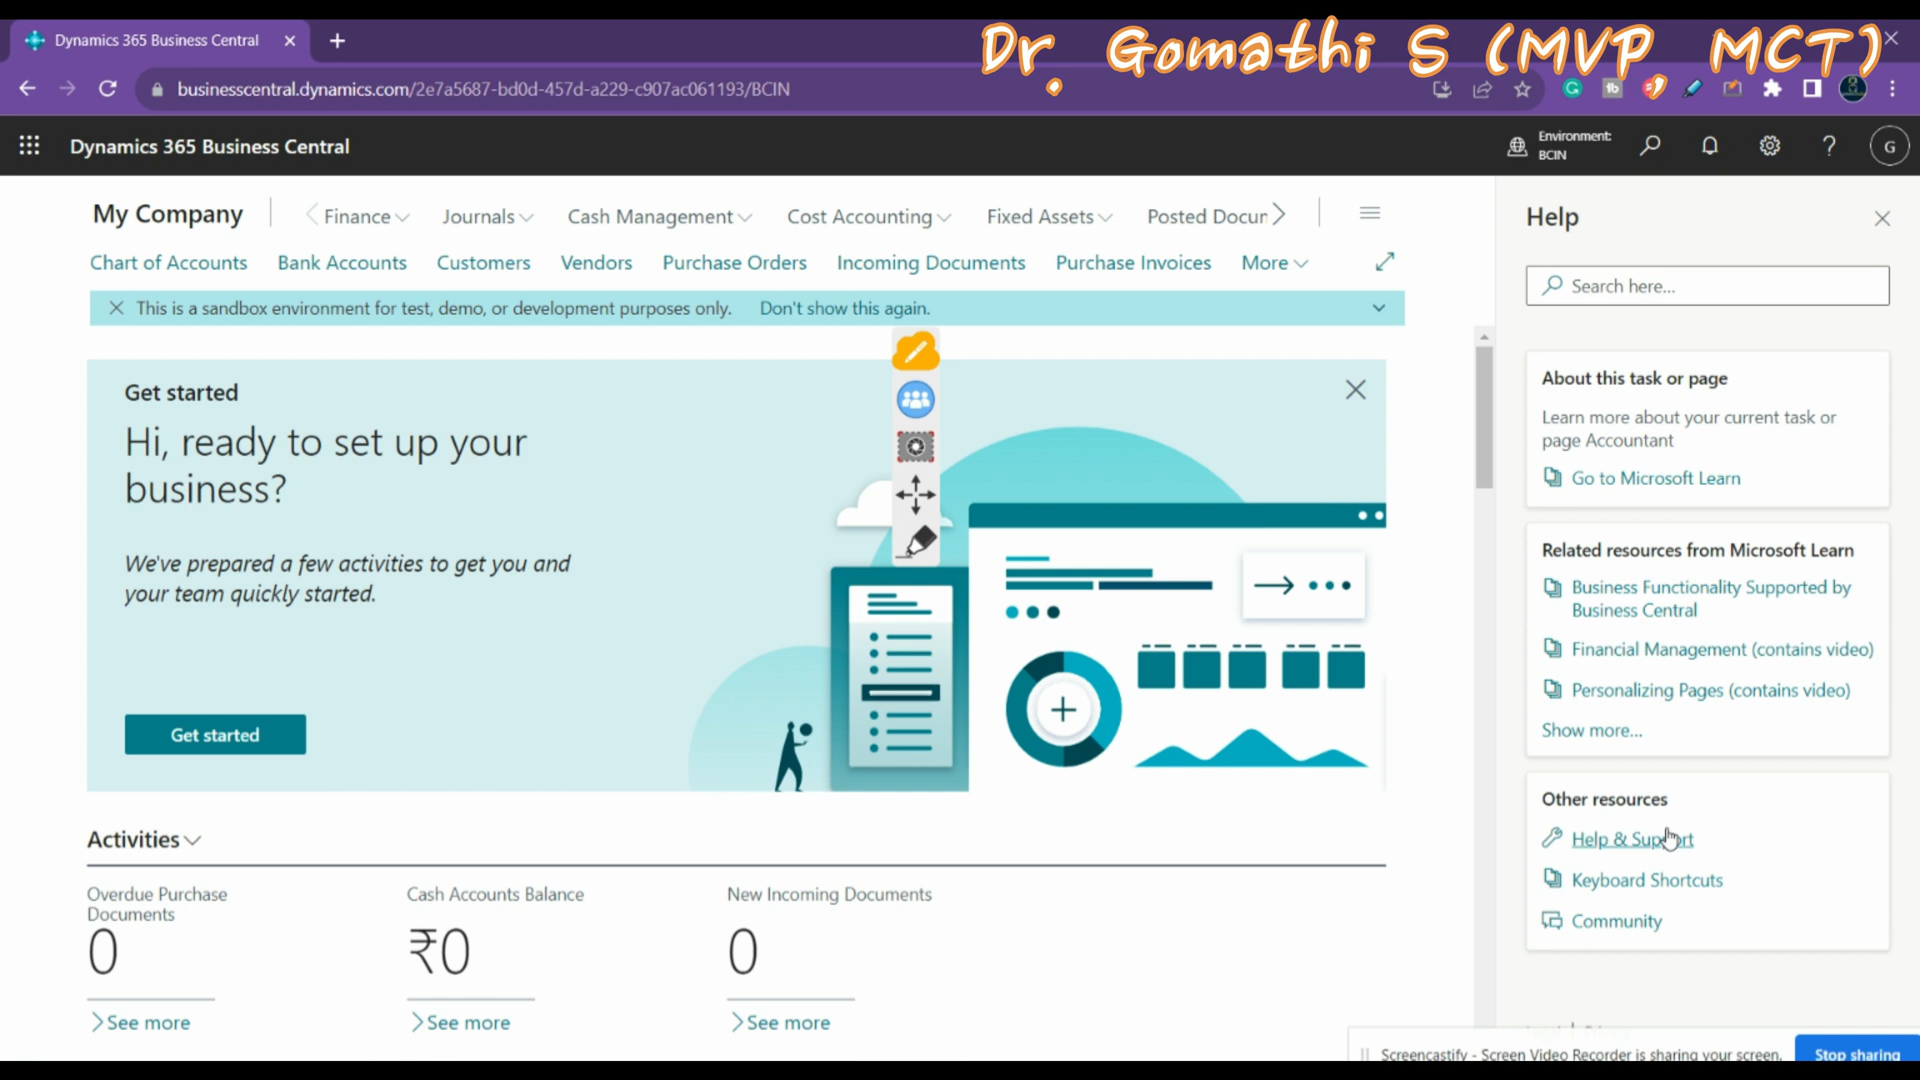 Dynamics 365 Business Central
Dr. Gomathi S (MVP, MCT)
businesscentral.dynamics.com/2e7a5687-bd0d-457d-a229-c907ac061193/BCIN
Dynamics 365 Business Central
Environment:
BCIN
G
My Company
Finance
Journals
Cash Management
Cost Accounting
Fixed Assets
Posted Docun
Chart of Accounts
Bank Accounts
Customers
Vendors
Purchase Orders
Incoming Documents
Purchase Invoices
More
This is a sandbox environment for test, demo, or development purposes only.
Don't show this again.
Get started
Hi, ready to set up your
business?
We've prepared a few activities to get you and
your team quickly started.
Get started
Activities
Overdue Purchase
Documents
0
See more
Cash Accounts Balance
₹0
See more
New Incoming Documents
0
See more
Help
Search here...
About this task or page
Learn more about your current task or
page Accountant
Go to Microsoft Learn
Related resources from Microsoft Learn
Business Functionality Supported by
Business Central
Financial Management (contains video)
Personalizing Pages (contains video)
Show more...
Other resources
Help & Support
Keyboard Shortcuts
Community
Screencastify - Screen Video Recorder is sharing your screen.
Stop sharing